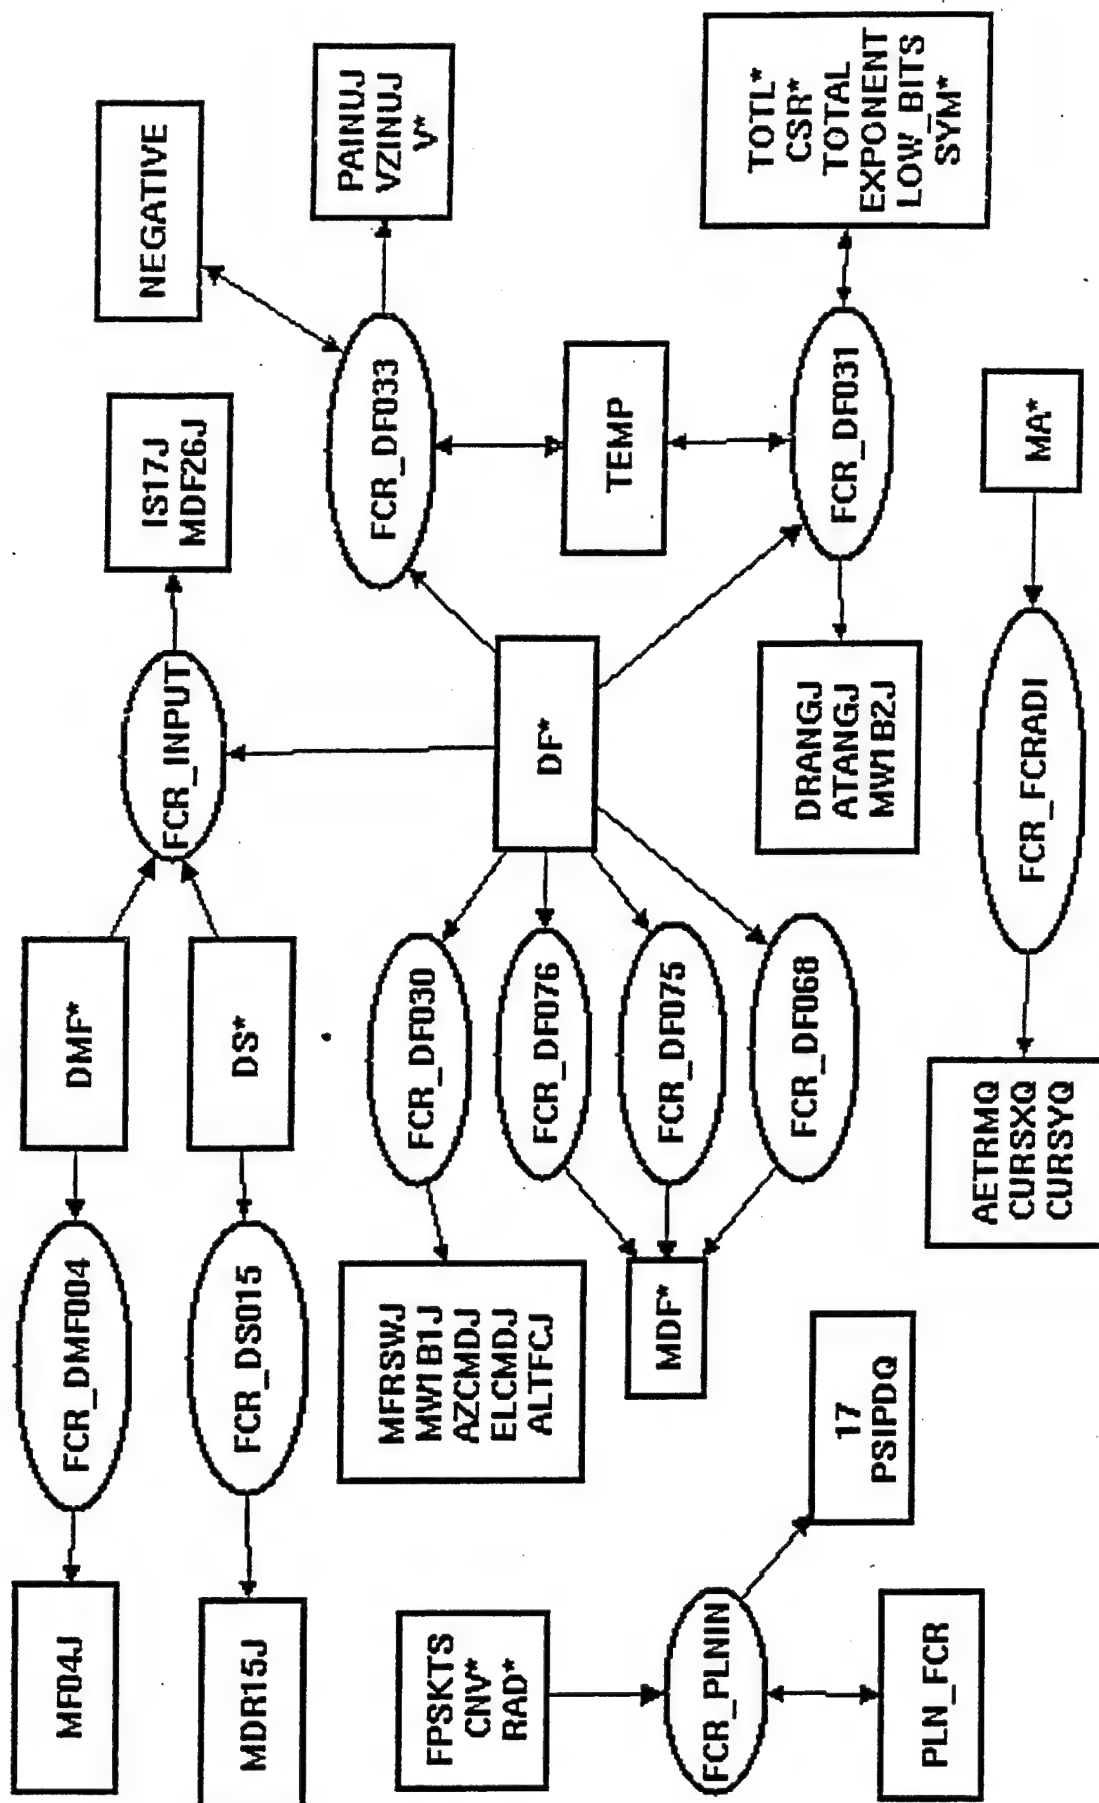 MF04J
FCR_DMF004
DMF*
MDR15J
FCR_DS015
DS*
FCR_INPUT
IS17J
MDF26J
NEGATIVE
FPSKTS
CNV*
RAD*
MFRSWJ
MW1B1J
AZCMDJ
ELCMDJ
ALTFCJ
FCR_DF030
FCR_DF033
PAINUJ
VZINUJ
V*
FCR_DF076
DF*
TEMP
MDF*
FCR_DF075
FCR_PLNIN
FCR_DF068
DRANGJ
ATANGJ
MW1B2J
FCR_DF031
TOTL*
CSR*
TOTAL
EXPONENT
LOW_BITS
SYM*
17
PSIPDQ
PLN_FCR
AETRMQ
CURSXQ
CURSYQ
FCR_FCRADI
MA*